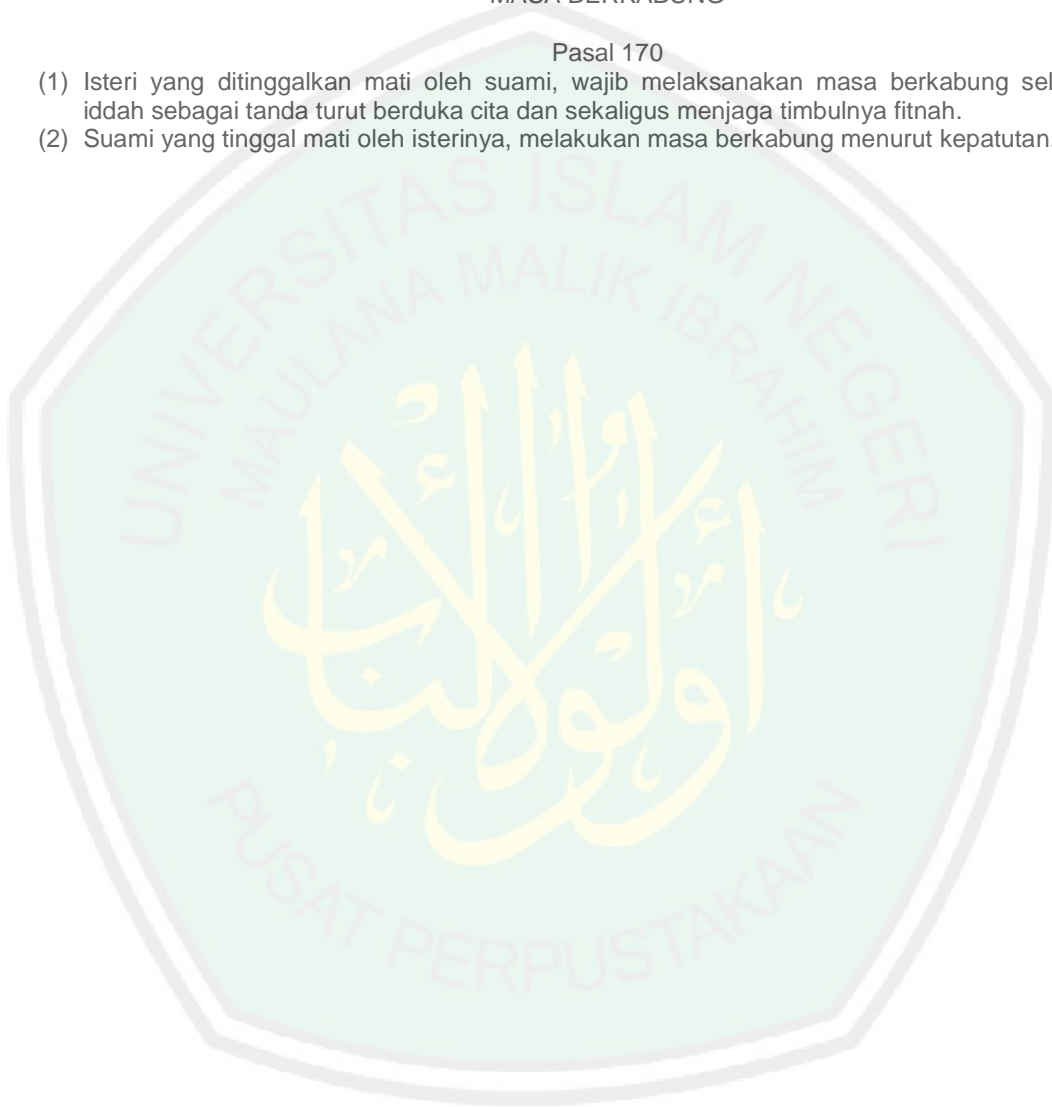 MASA BERKABUNG
Pasal 170
(1) Isteri yang ditinggalkan mati oleh suami, wajib melaksanakan masa berkabung sel
iddah sebagai tanda turut berduka cita dan sekaligus menjaga timbulnya fitnah.
(2) Suami yang tinggal mati oleh isterinya, melakukan masa berkabung menurut kepatutan.
UNIVERSITAS ISLAM NEGERI
MAULANA MALIK IBRAHIM
PUSAT PERPUSTAKAAN